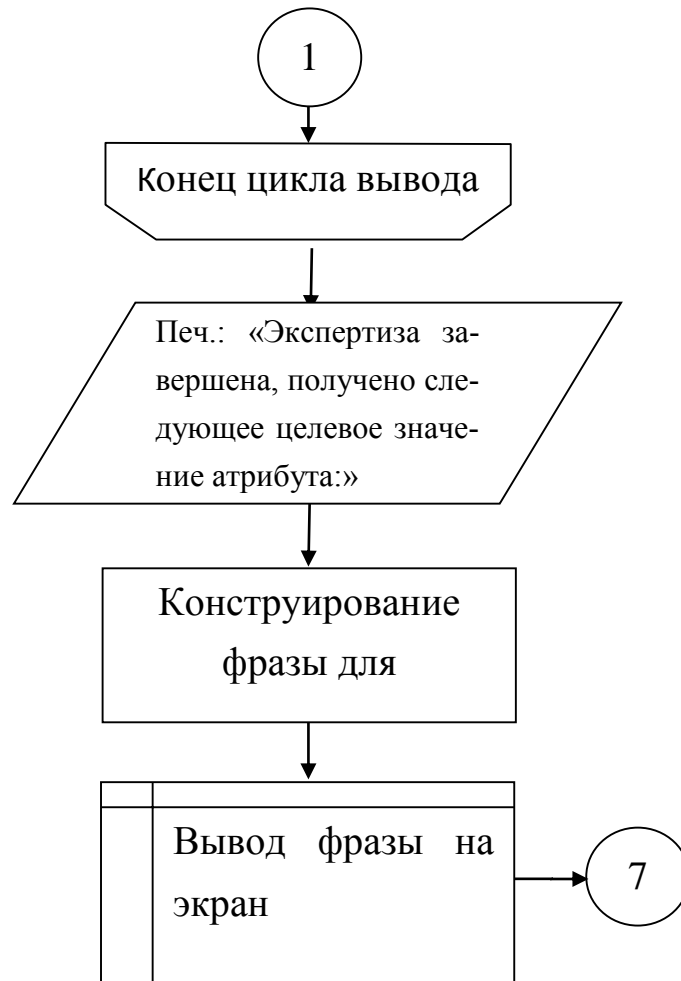 1
Конец цикла вывода
Печ.: «Экспертиза за-
вершена, получено сле-
дующее целевое значе-
ние атрибута:»
Конструирование
фразы для
Вывод фразы на
экран
7